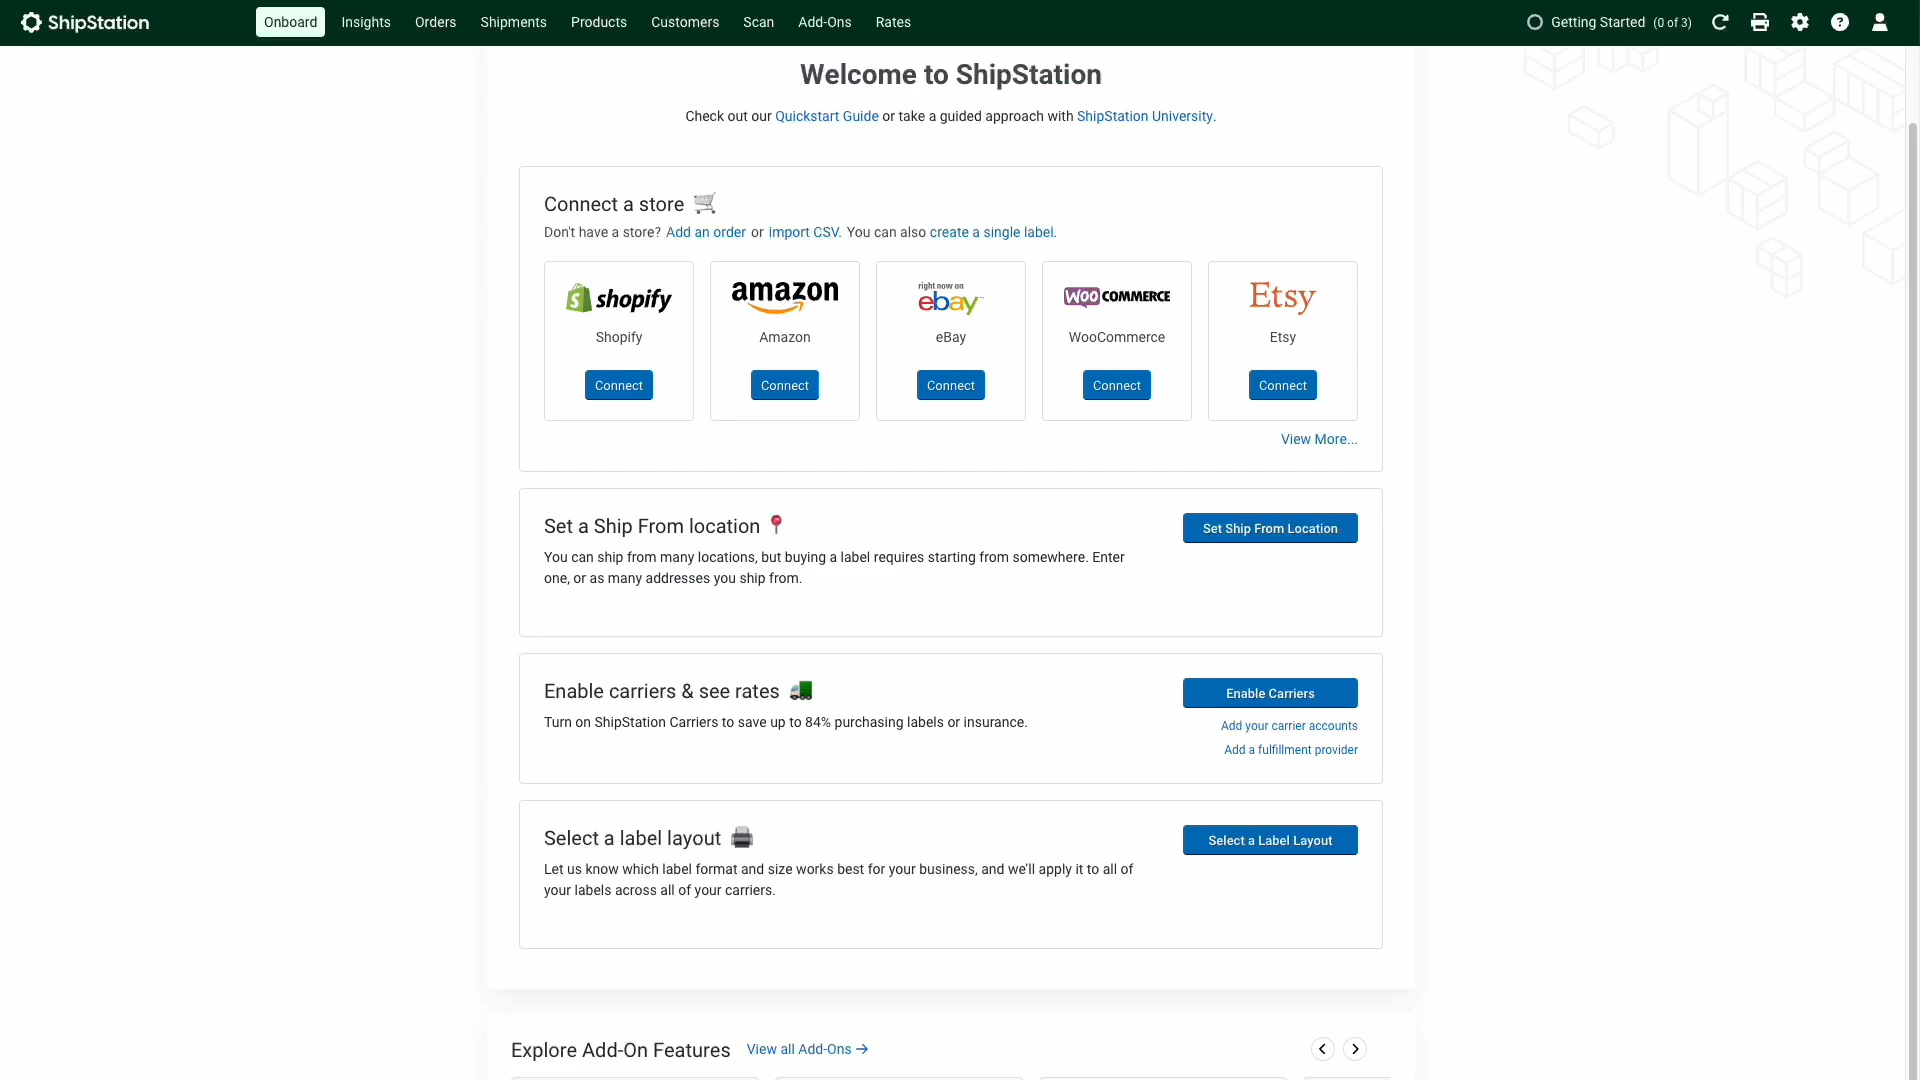 ShipStation
Onboard Insights Orders Shipments Products Customers Scan Add-Ons Rates
Getting Started (0 of 3)
Welcome to ShipStation
Check out our Quickstart Guide or take a guided approach with ShipStation University.
Connect a store
Don't have a store? Add an order or import CSV. You can also create a single label.
shopify
Shopify
Connect
amazon
Amazon
Connect
right now on
ebay
eBay
Connect
WOO COMMERCE
WooCommerce
Connect
Etsy
Etsy
Connect
View More...
Set a Ship From location
Set Ship From Location
You can ship from many locations, but buying a label requires starting from somewhere. Enter
one, or as many addresses you ship from.
Enable carriers & see rates
Enable Carriers
Turn on ShipStation Carriers to save up to 84% purchasing labels or insurance.
Add your carrier accounts
Add a fulfillment provider
Select a label layout
Select a Label Layout
Let us know which label format and size works best for your business, and we'll apply it to all of
your labels across all of your carriers.
Explore Add-On Features View all Add-Ons →